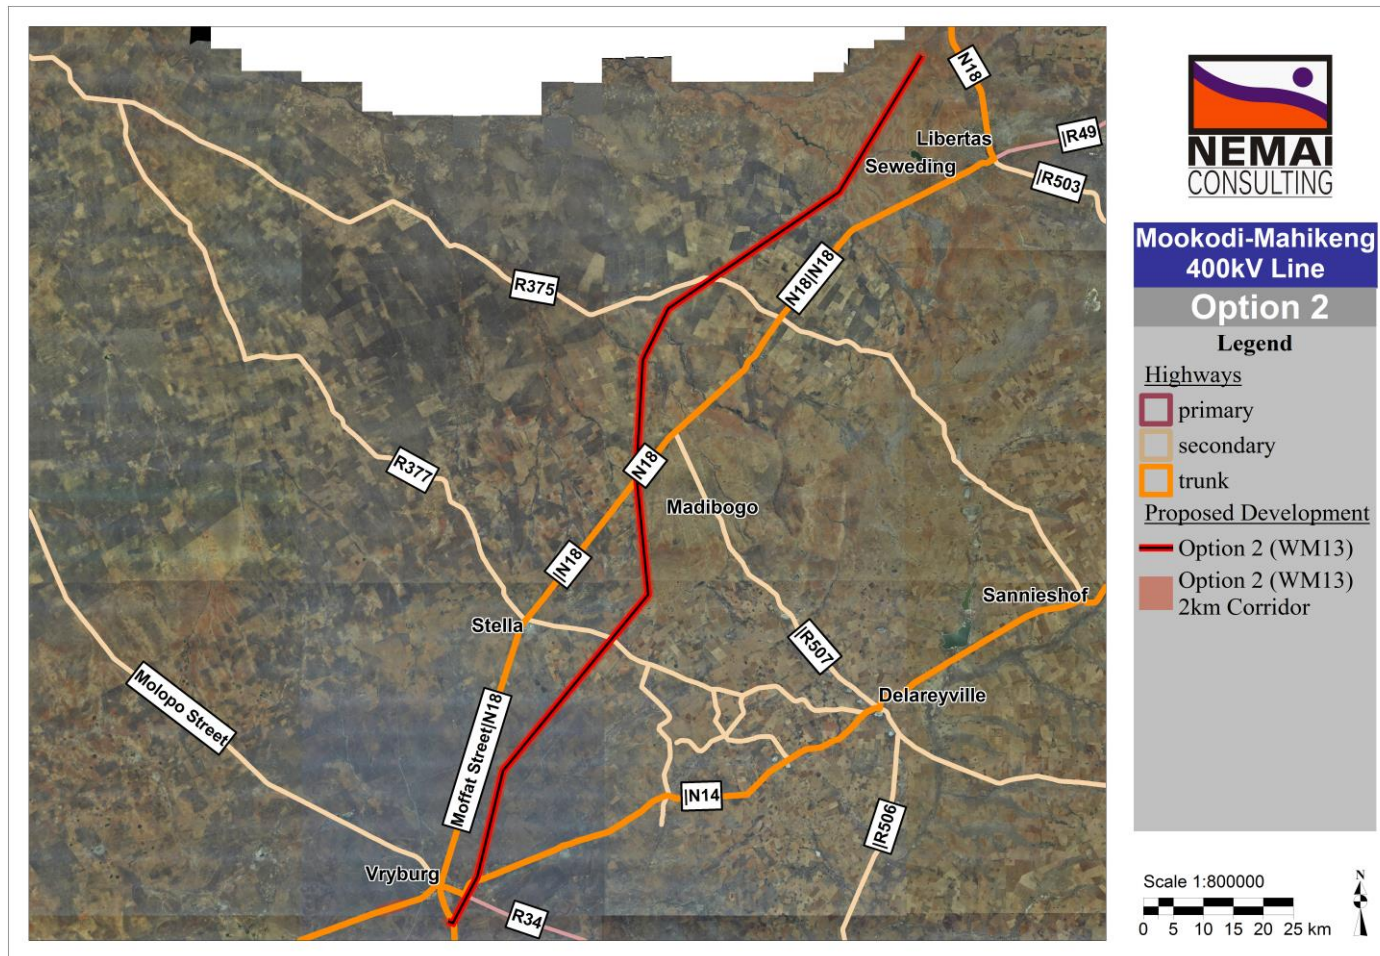 N18
Libertas
|R49
Seweding
|R503
N18|N18
R375
R377
N18
Madibogo
|N18
Sannieshof
Stella
|R507
Molopo Street
Moffat Street|N18
Delareyville
|N14
|R506
Vryburg
R34
NEMAI
CONSULTING
Mookodi-Mahikeng
400kV Line
Option 2
Legend
Highways
primary
secondary
trunk
Proposed Development
Option 2 (WM13)
Option 2 (WM13)
2km Corridor
Scale 1:800000
0 5 10 15 20 25 km
N